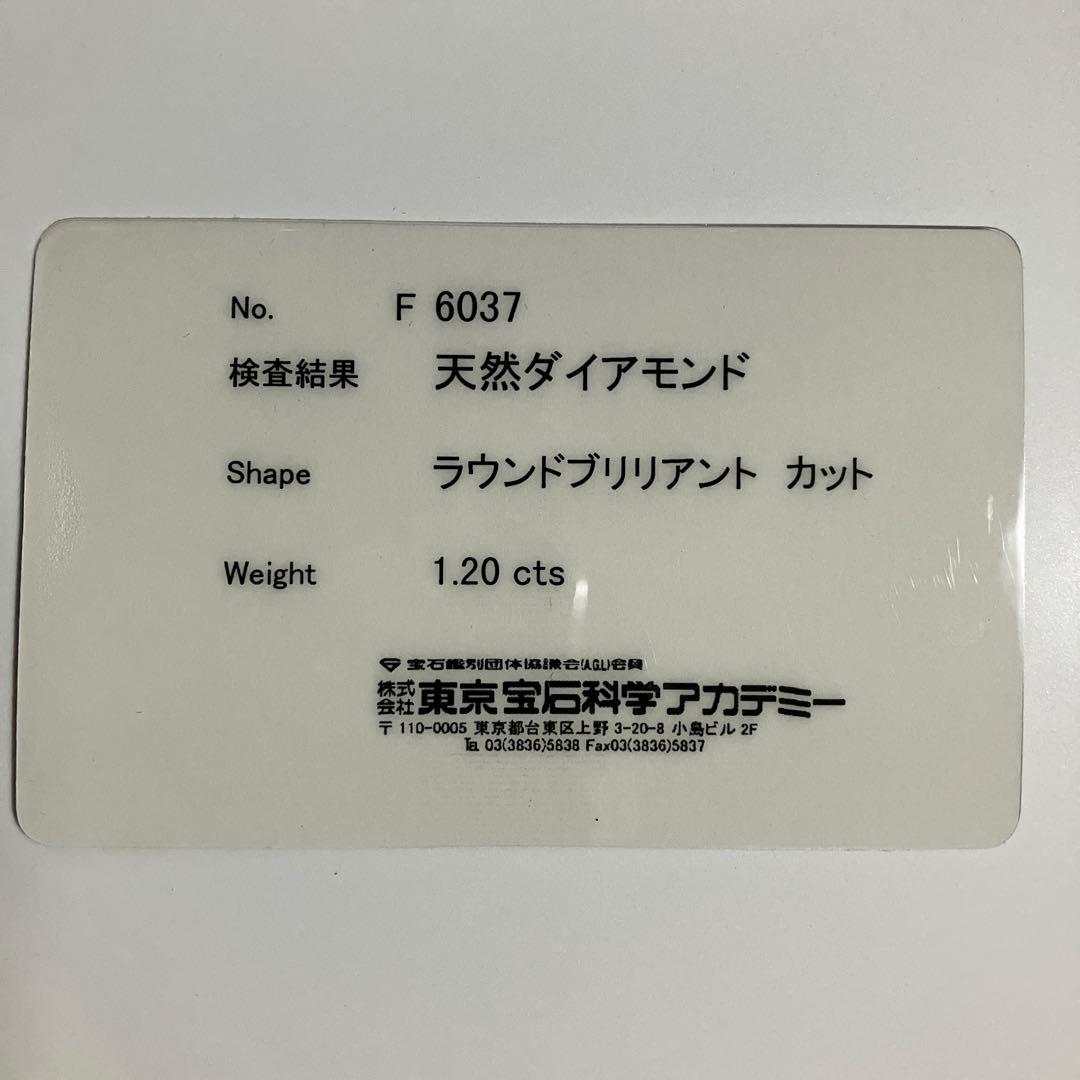 No. F 6037
検査結果 天然ダイアモンド
Shape ラウンドブリリアント カット
Weight 1.20 cts
宝石鑑別団体協議会(A.G.L)会員
株式会社 東京宝石科学アカデミー
〒110-0005 東京都台東区上野 3-20-8 小島ビル 2F
℡ 03(3836)5838 Fax03(3836)5837